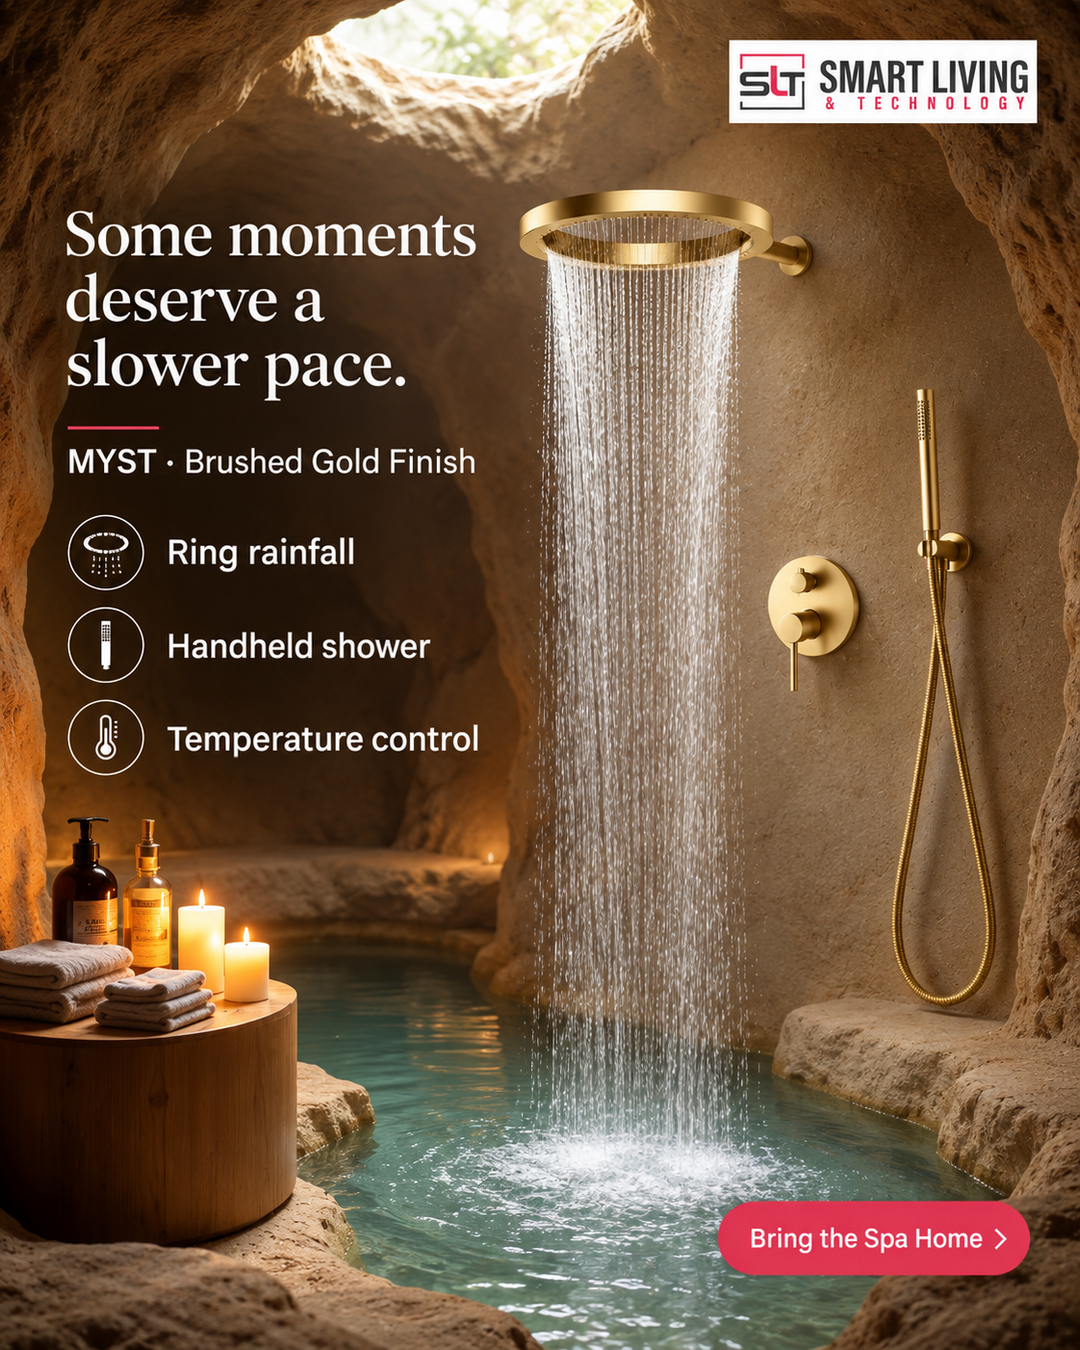 SLT SMART LIVING
& TECHNOLOGY
Some moments
deserve a
slower pace.
MYST · Brushed Gold Finish
Ring rainfall
Handheld shower
Temperature control
Bring the Spa Home >